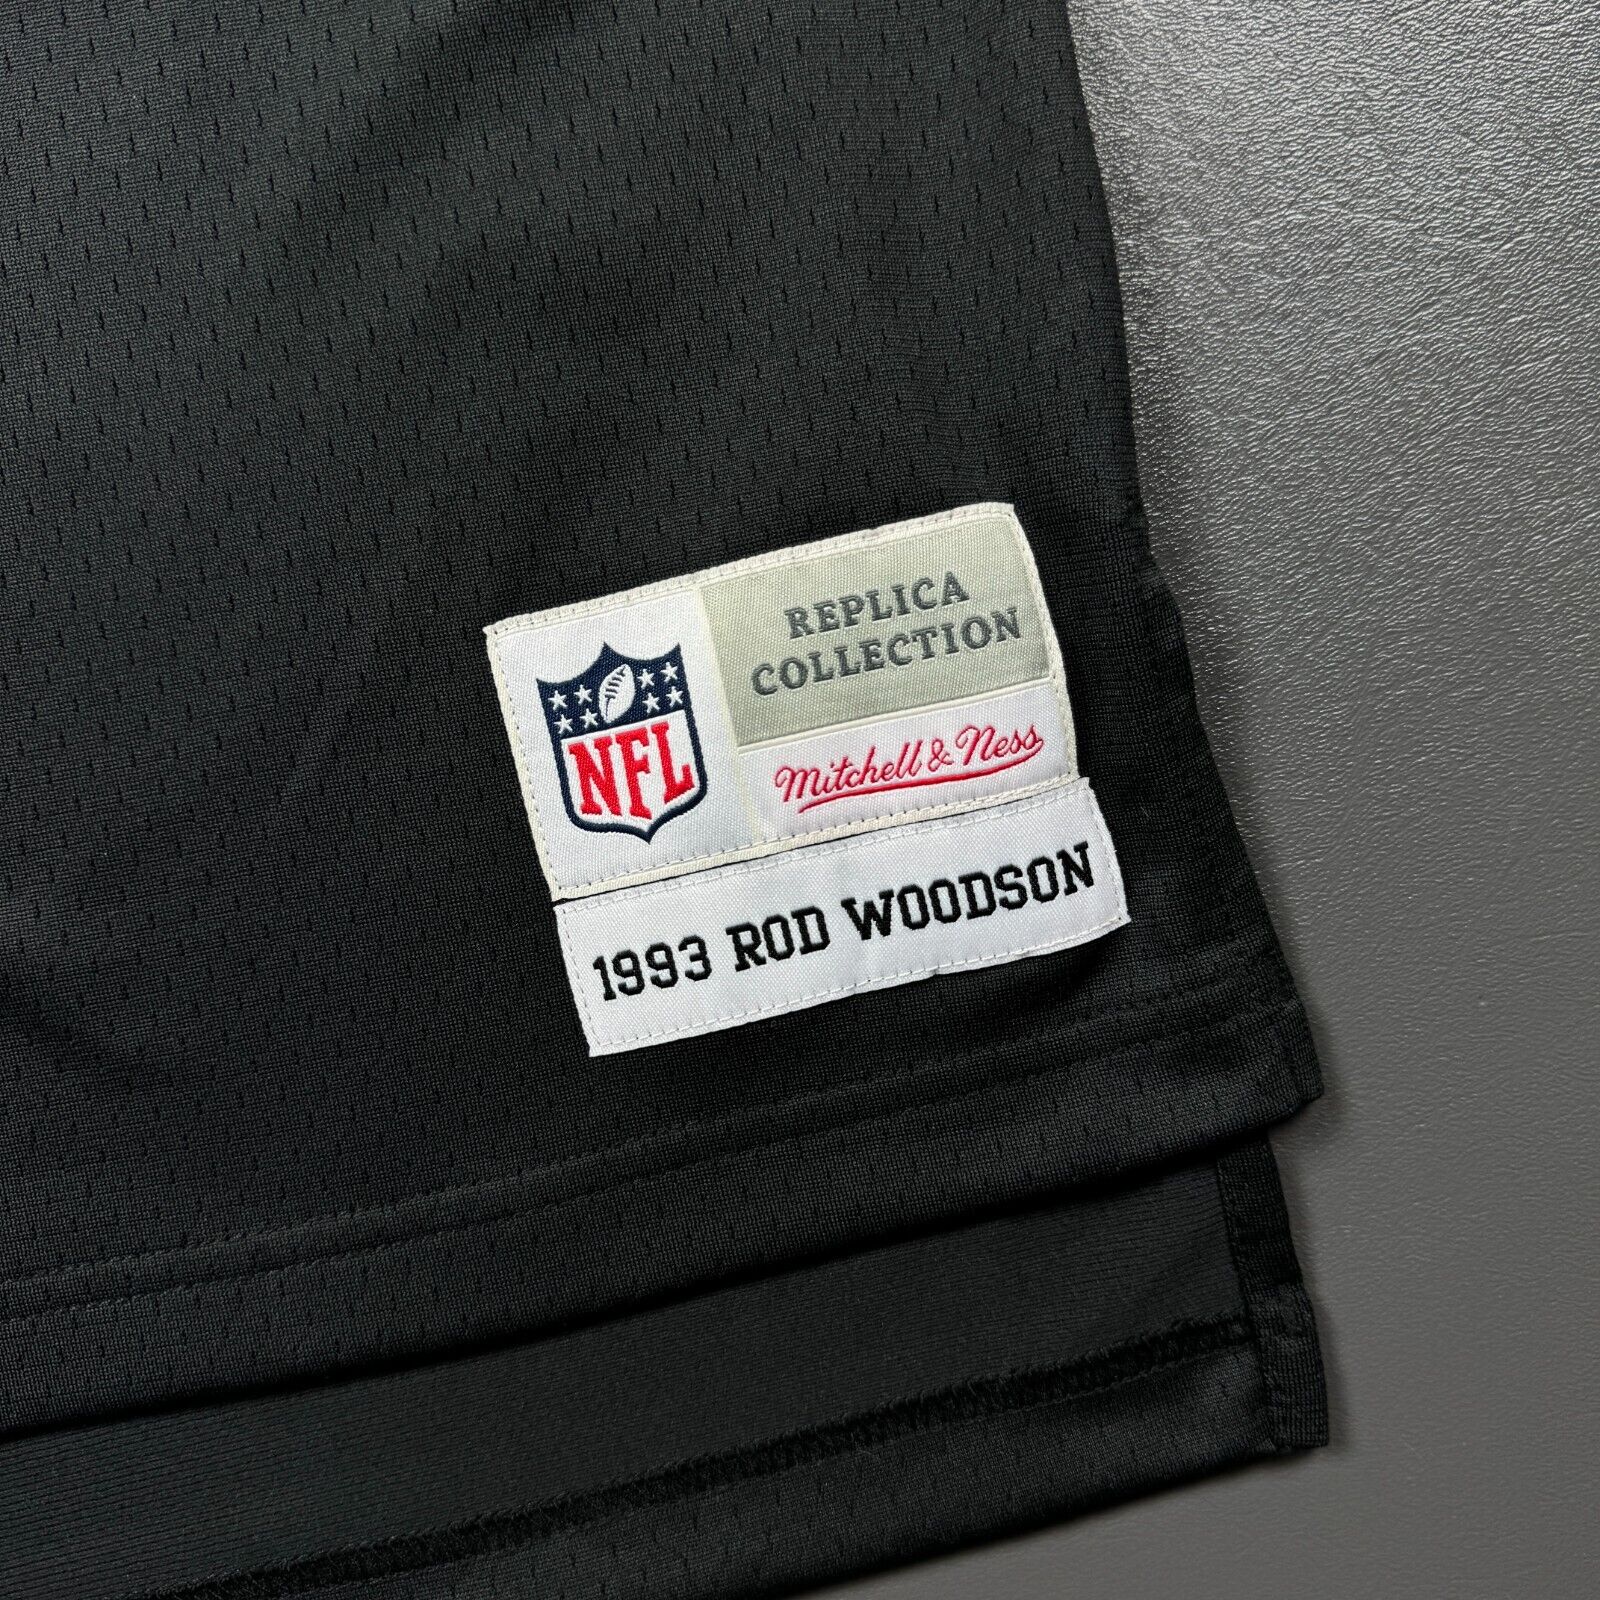 NFL
REPLICA
COLLECTION
Mitchell & Ness
1993 ROD WOODSON